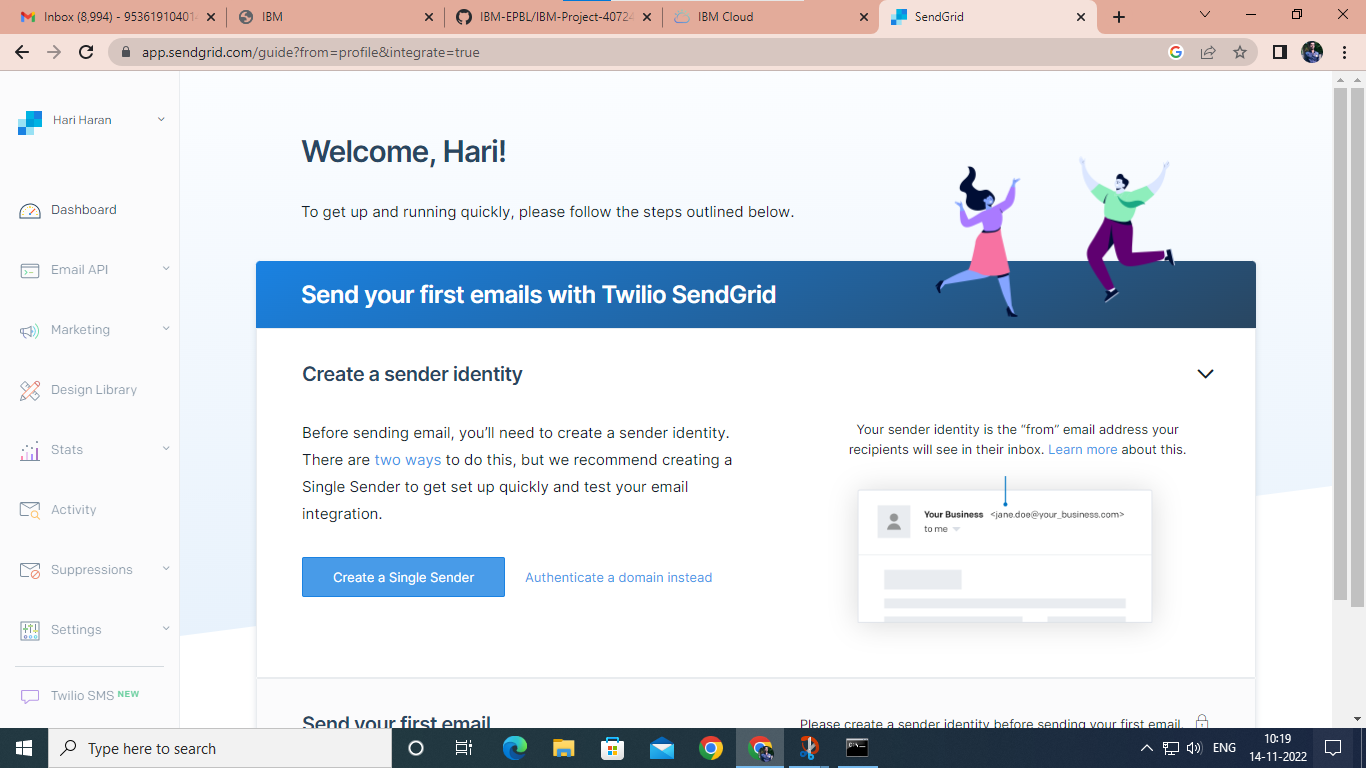 Inbox (8,994) - 95361910401
IBM
IBM-EPBL/IBM-Project-40724
IBM Cloud
SendGrid
app.sendgrid.com/guide?from=profile&integrate=true
Hari Haran
Dashboard
Email API
Marketing
Design Library
Stats
Activity
Suppressions
Settings
Twilio SMS NEW
Welcome, Hari!
To get up and running quickly, please follow the steps outlined below.
Send your first emails with Twilio SendGrid
Create a sender identity
Before sending email, you’ll need to create a sender identity.
There are two ways to do this, but we recommend creating a
Single Sender to get set up quickly and test your email
integration.
Create a Single Sender
Authenticate a domain instead
Your sender identity is the “from” email address your
recipients will see in their inbox. Learn more about this.
Your Business <jane.doe@your_business.com>
to me
Send your first email
Please create a sender identity before sending your first email.
Type here to search
ENG
10:19
14-11-2022